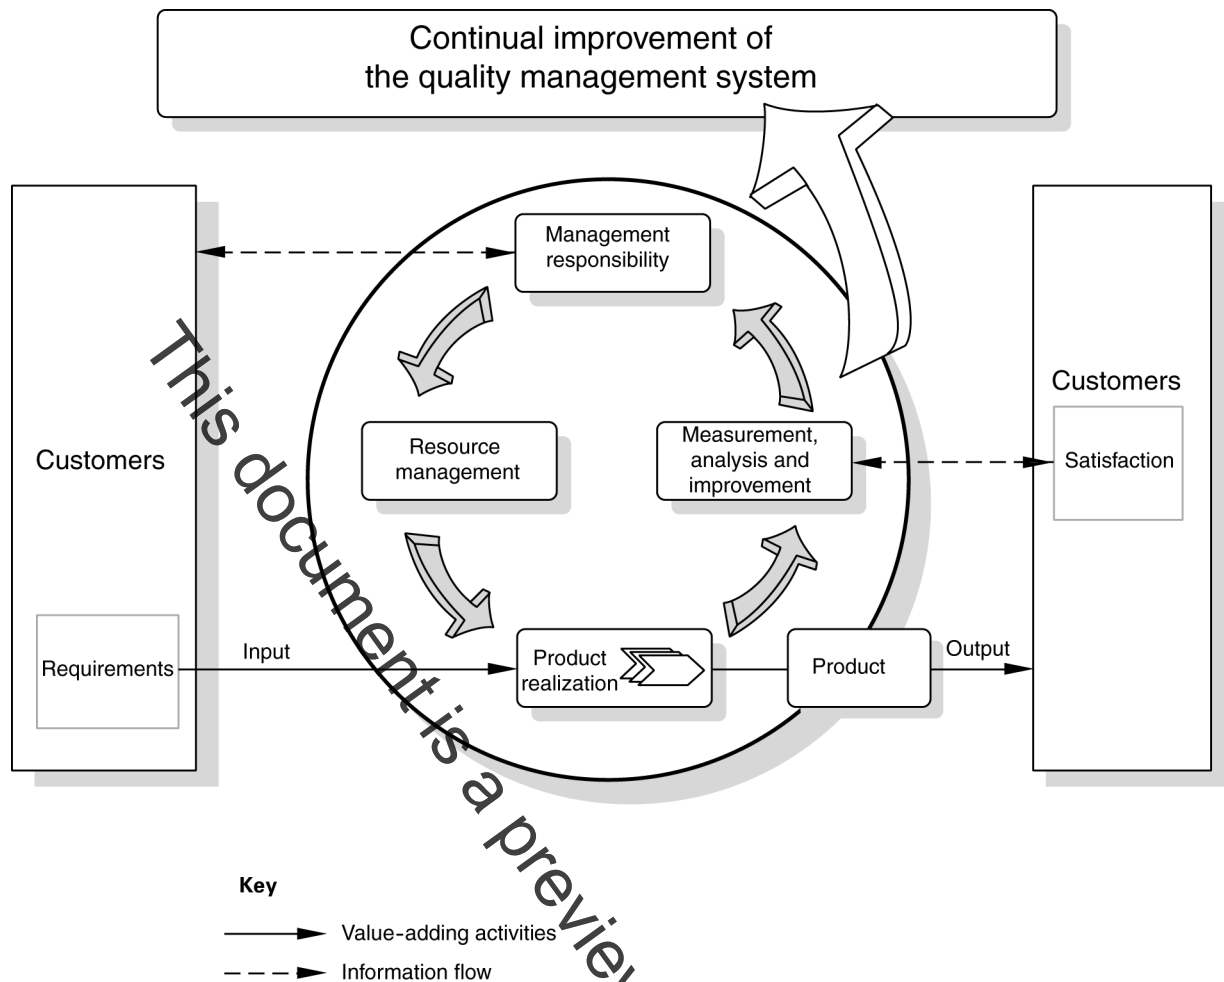 Continual improvement of
the quality management system
Management
responsibility
Customers
Resource
management
Measurement,
analysis and
improvement
Customers
Satisfaction
Requirements
Input
Product
realization
Product
Output
This document is a preview
Key
Value-adding activities
Information flow